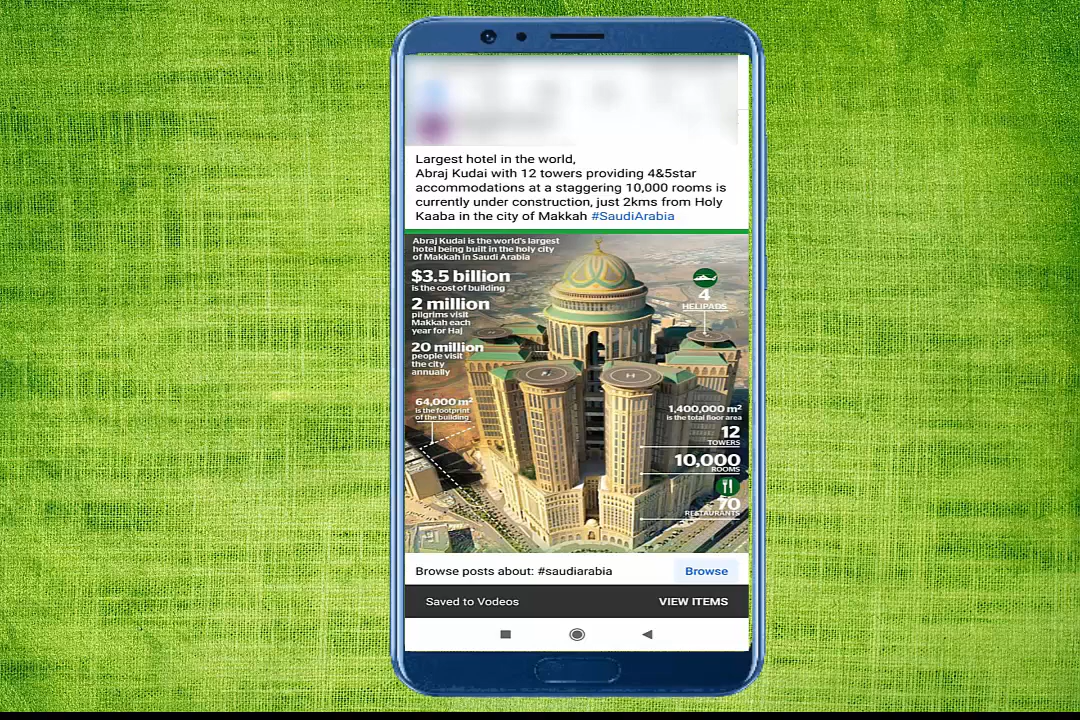 Largest hotel in the world,
Abraj Kudai with 12 towers providing 4&5star
accommodations at a staggering 10,000 rooms is
currently under construction, just 2kms from Holy
Kaaba in the city of Makkah #SaudiArabia
Abraj Kudai is the world's largest
hotel being built in the holy city
of Makkah in Saudi Arabia
$3.5 billion
is the cost of building
2 million
pilgrims visit
Makkah each
year for Haj
20 million
people visit
the city
annually
64,000 m²
is the footprint
of the building
4
HELIPADS
H
1,400,000 m²
is the total floor area
12
TOWERS
10,000
ROOMS
70
RESTAURANTS
Browse posts about: #saudiarabia
Browse
Saved to Vodeos
VIEW ITEMS